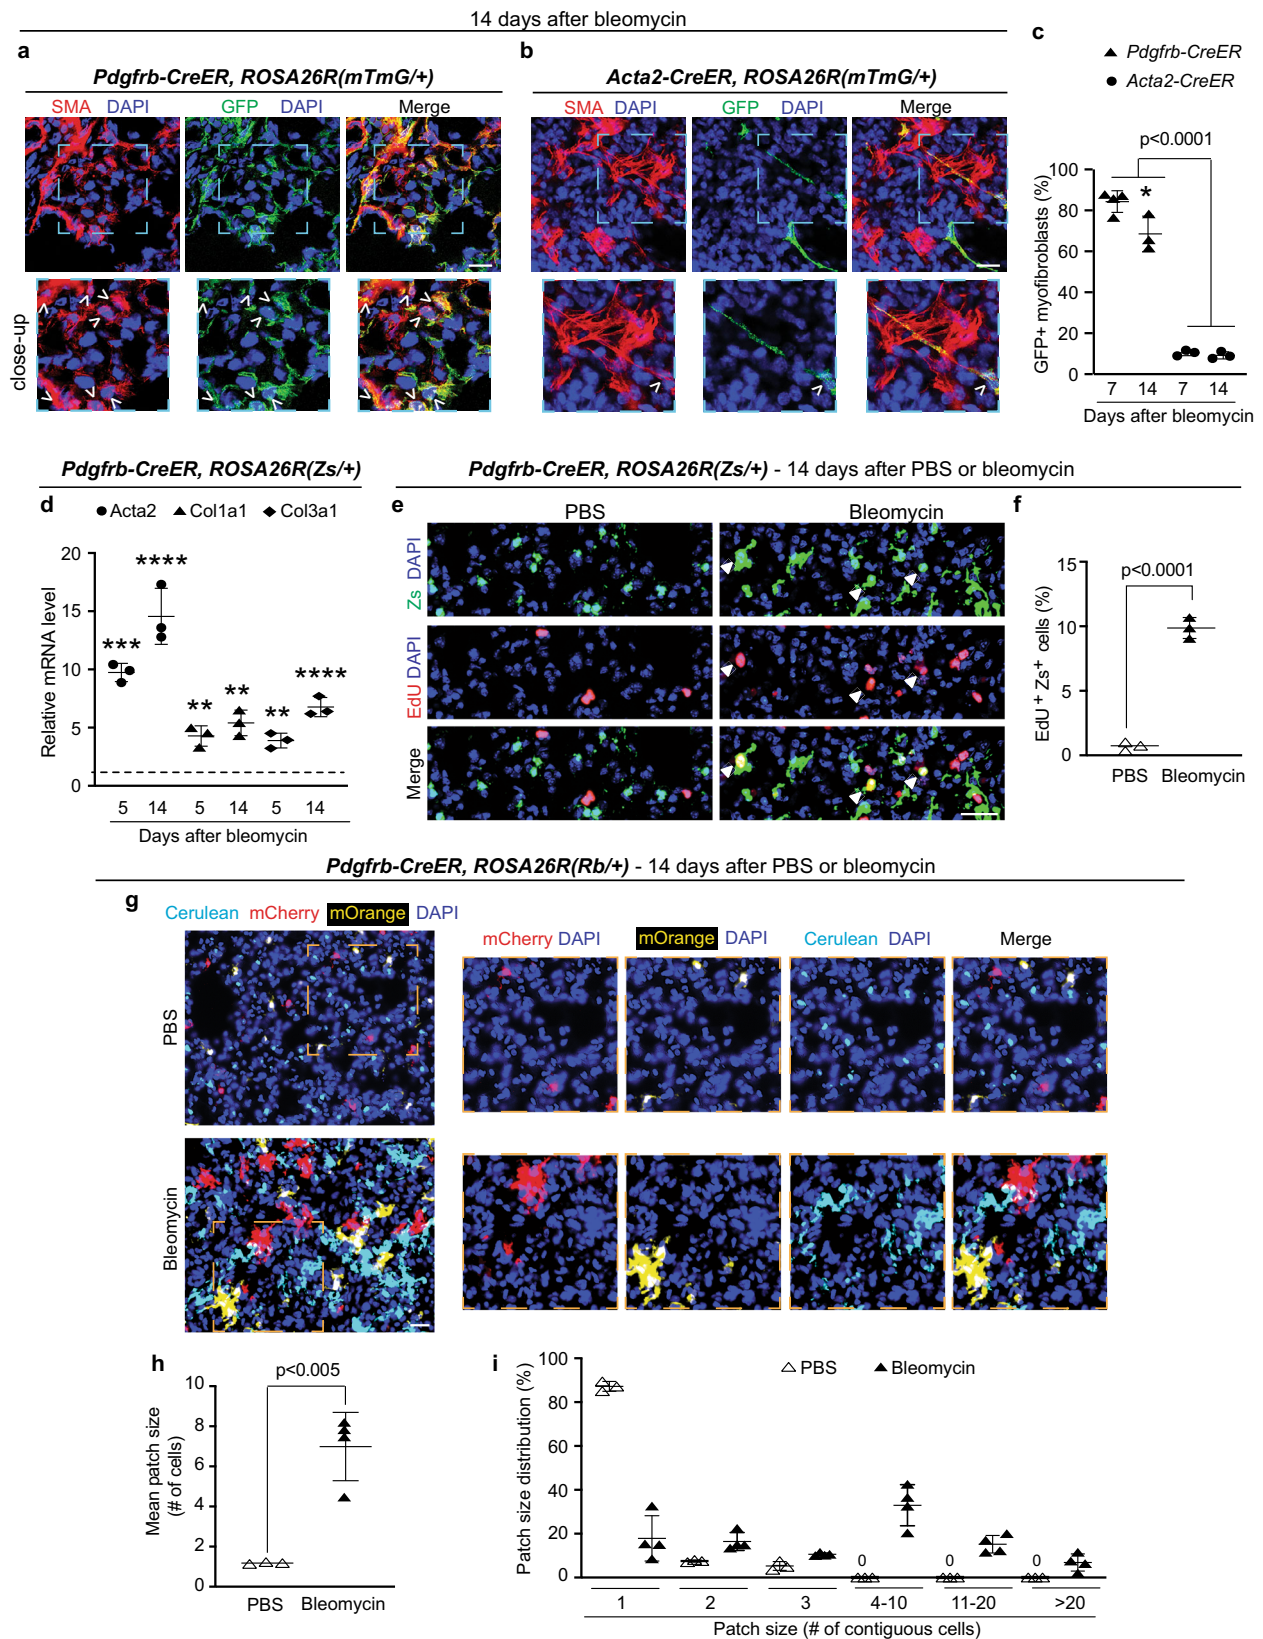 14 days after bleomycin
a
Pdgfrb-CreER, ROSA26R(mTmG/+)
SMA DAPI GFP DAPI Merge
close-up
b
Acta2-CreER, ROSA26R(mTmG/+)
SMA DAPI GFP DAPI Merge
c
Pdgfrb-CreER
Acta2-CreER
p<0.0001
GFP+ myofibroblasts (%)
100
80
60
40
20
0
*
7 14 7 14
Days after bleomycin
Pdgfrb-CreER, ROSA26R(Zs/+)
d
Acta2 Col1a1 Col3a1
Relative mRNA level
20
15
10
5
0
*** **** ** ** ** ****
5 14 5 14 5 14
Days after bleomycin
Pdgfrb-CreER, ROSA26R(Zs/+) - 14 days after PBS or bleomycin
e
PBS Bleomycin
Zs DAPI
EdU DAPI
Merge
f
EdU+ Zs+ cells (%)
15
10
5
0
p<0.0001
PBS Bleomycin
Pdgfrb-CreER, ROSA26R(Rb/+) - 14 days after PBS or bleomycin
g
Cerulean mCherry mOrange DAPI
mCherry DAPI mOrange DAPI Cerulean DAPI Merge
PBS
Bleomycin
h
Mean patch size
(# of cells)
10
8
6
4
2
0
p<0.005
PBS Bleomycin
i
Patch size distribution (%)
100
80
60
40
20
0
PBS Bleomycin
0 0 0
1 2 3 4-10 11-20 >20
Patch size (# of contiguous cells)